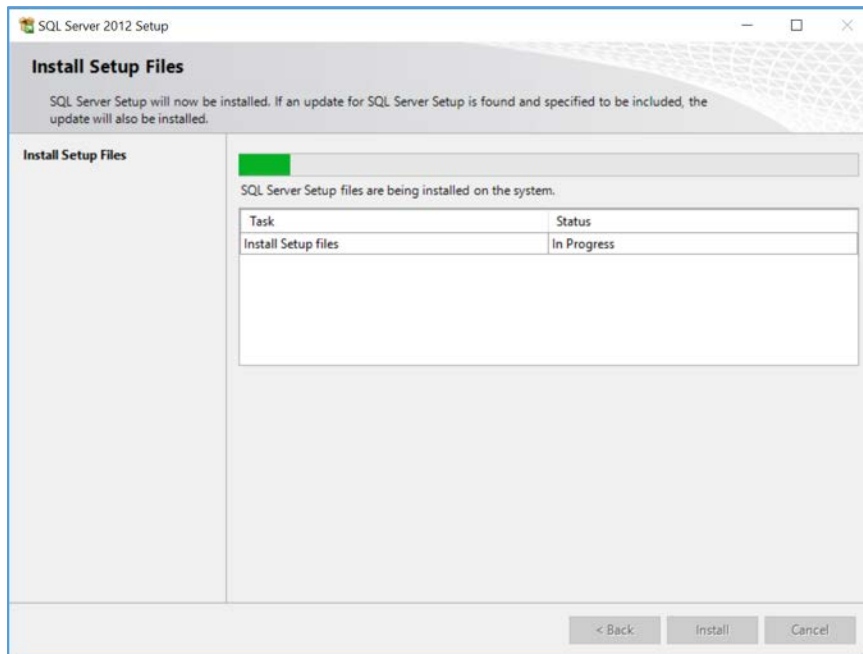 SQL Server 2012 Setup
Install Setup Files
SQL Server Setup will now be installed. If an update for SQL Server Setup is found and specified to be included, the
update will also be installed.
Install Setup Files
SQL Server Setup files are being installed on the system.
Task Status
Install Setup files In Progress
< Back Install Cancel